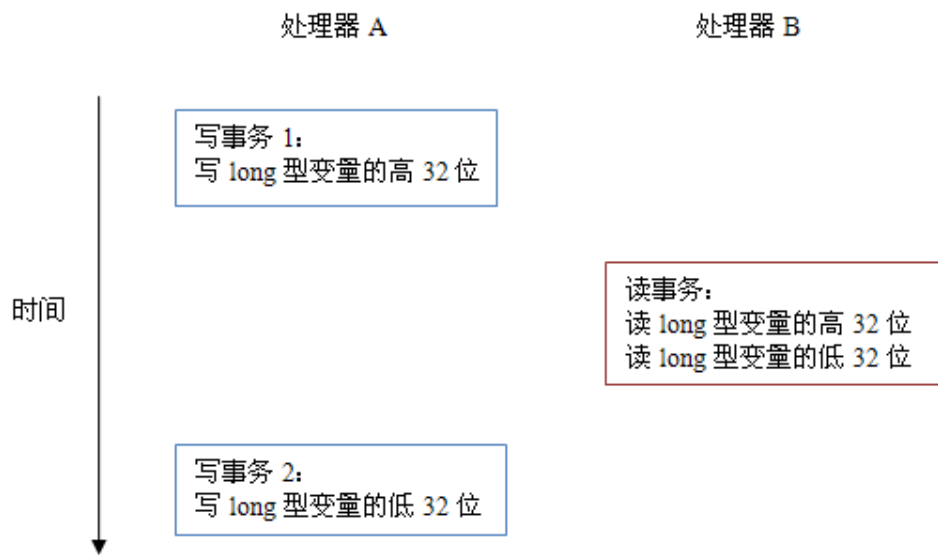 处理器 A
处理器 B
写事务 1：
写 long 型变量的高 32 位
时间
读事务：
读 long 型变量的高 32 位
读 long 型变量的低 32 位
写事务 2：
写 long 型变量的低 32 位